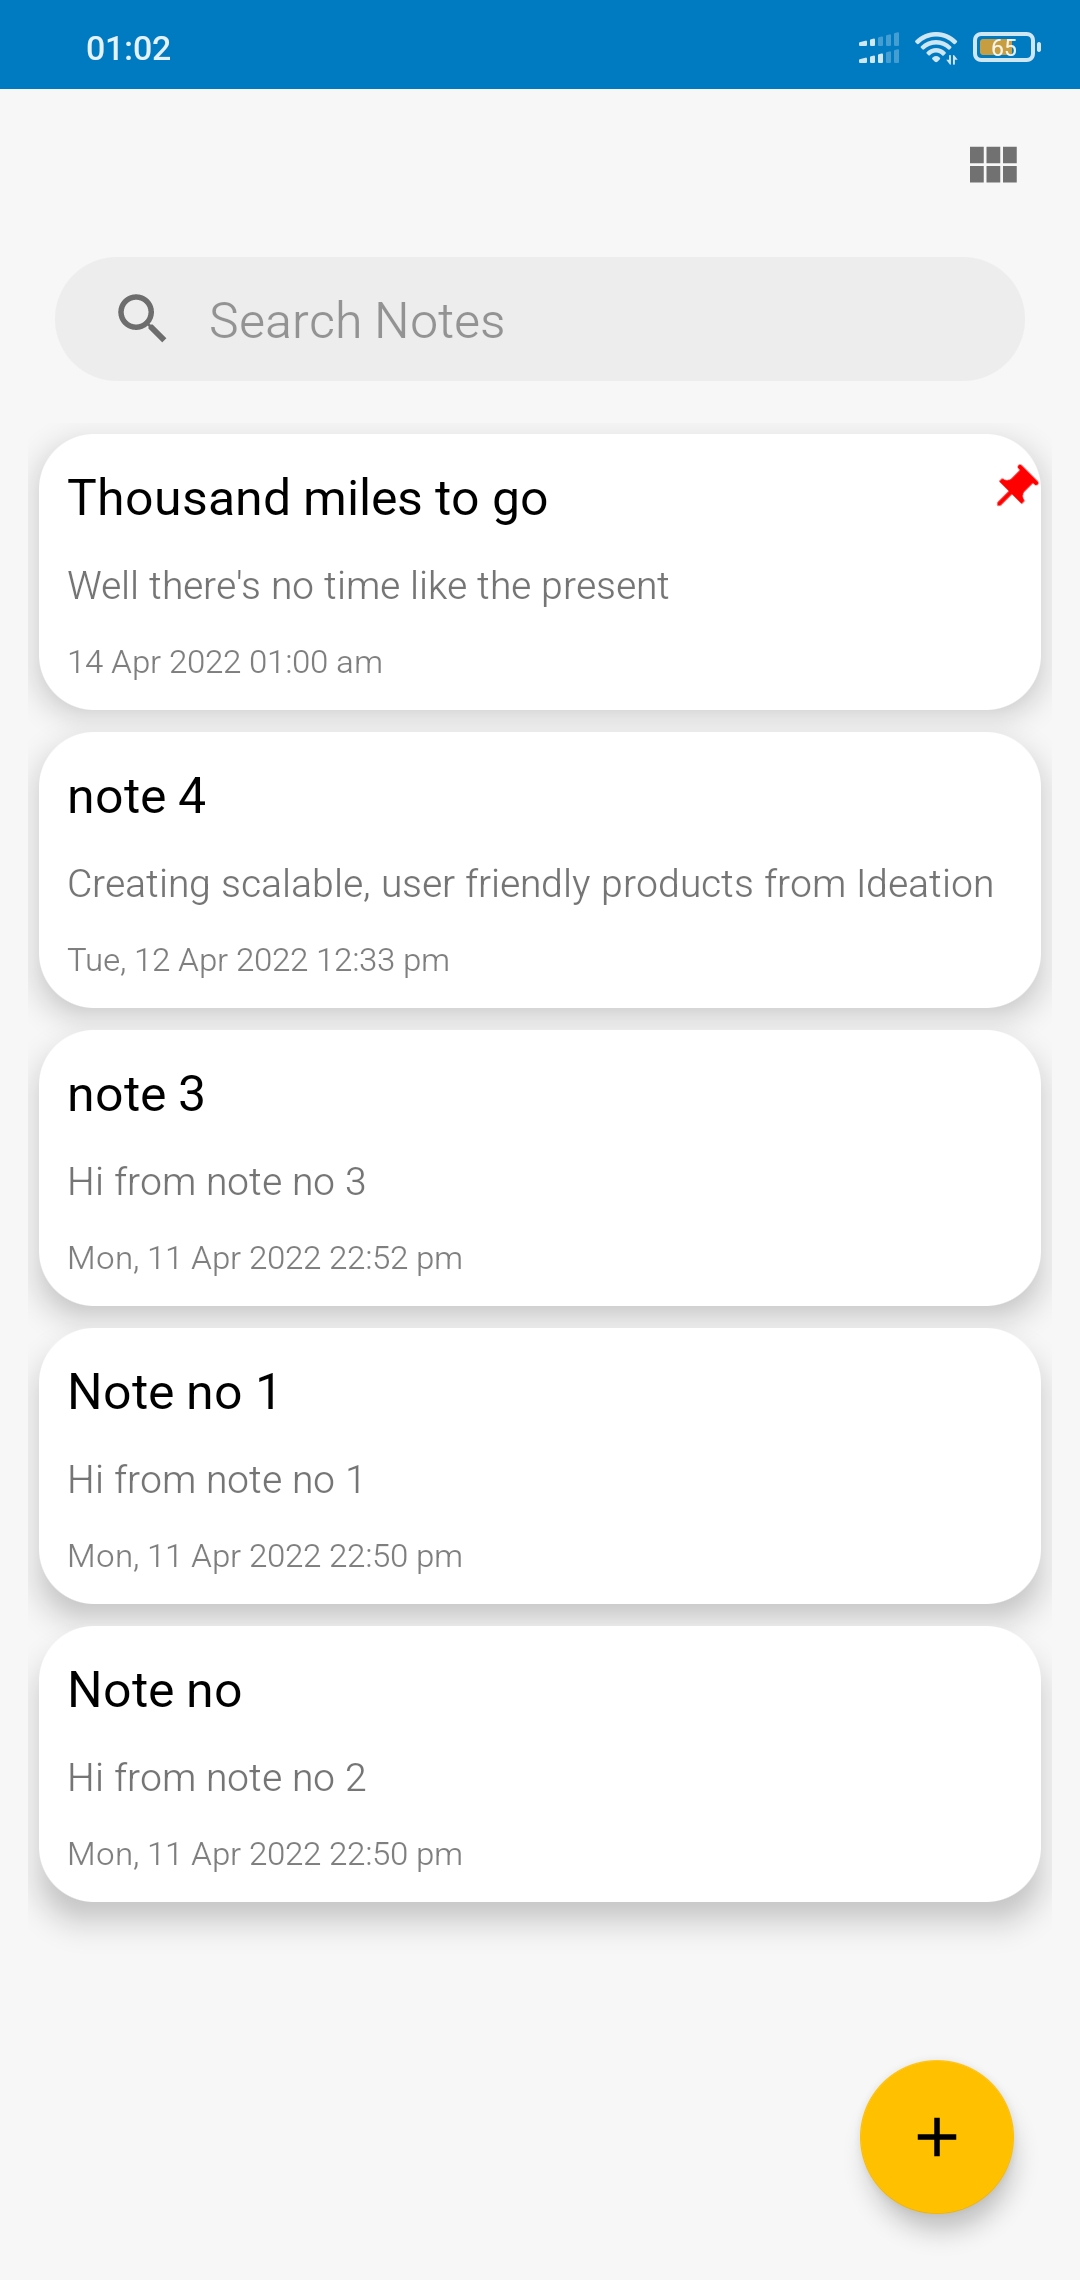 01:02
65
Search Notes
Thousand miles to go
Well there's no time like the present
14 Apr 2022 01:00 am
note 4
Creating scalable, user friendly products from Ideation
Tue, 12 Apr 2022 12:33 pm
note 3
Hi from note no 3
Mon, 11 Apr 2022 22:52 pm
Note no 1
Hi from note no 1
Mon, 11 Apr 2022 22:50 pm
Note no
Hi from note no 2
Mon, 11 Apr 2022 22:50 pm